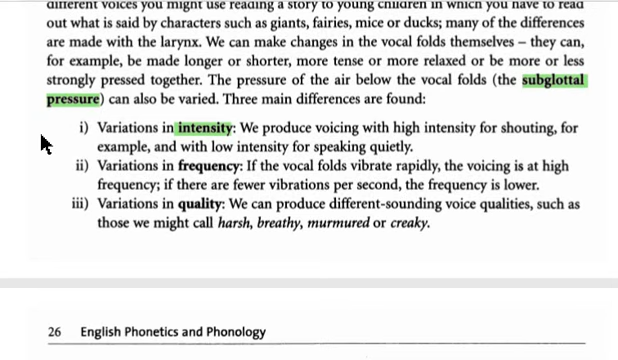 different voices you might use reading a story to young children in which you have to read
out what is said by characters such as giants, fairies, mice or ducks; many of the differences
are made with the larynx. We can make changes in the vocal folds themselves – they can,
for example, be made longer or shorter, more tense or more relaxed or be more or less
strongly pressed together. The pressure of the air below the vocal folds (the subglottal
pressure) can also be varied. Three main differences are found:
i) Variations in intensity: We produce voicing with high intensity for shouting, for
example, and with low intensity for speaking quietly.
ii) Variations in frequency: If the vocal folds vibrate rapidly, the voicing is at high
frequency; if there are fewer vibrations per second, the frequency is lower.
iii) Variations in quality: We can produce different-sounding voice qualities, such as
those we might call harsh, breathy, murmured or creaky.
26 English Phonetics and Phonology